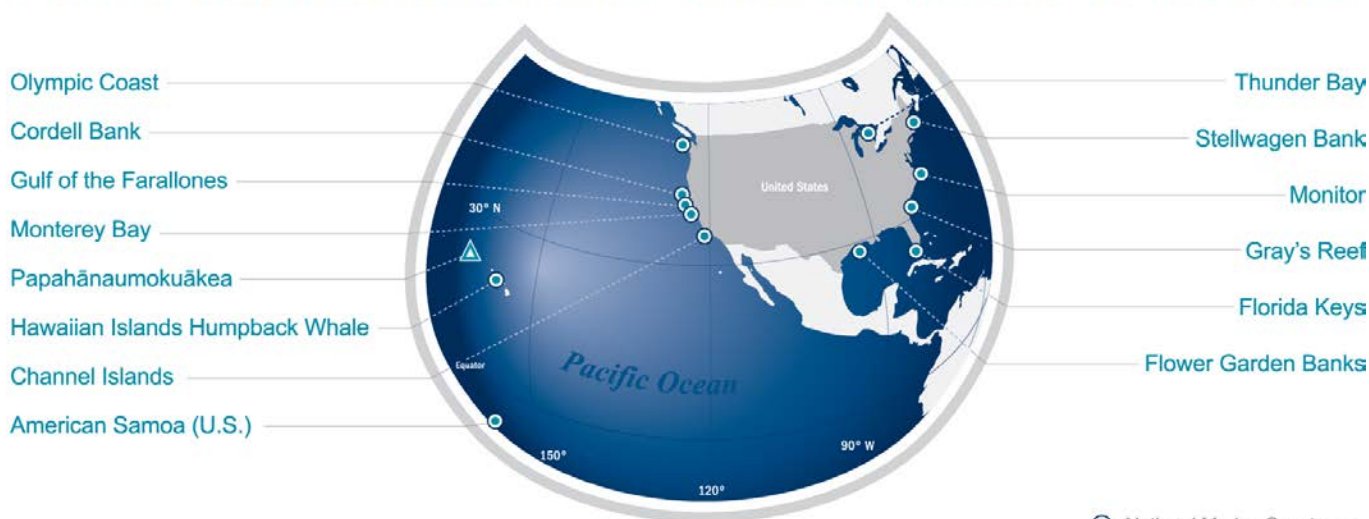 Olympic Coast
Cordell Bank
Gulf of the Farallones
Monterey Bay
Papahānaumokuākea
Hawaiian Islands Humpback Whale
Channel Islands
American Samoa (U.S.)
Thunder Bay
Stellwagen Bank
Monitor
Gray's Reef
Florida Keys
Flower Garden Banks
United States
30° N
Equator
Pacific Ocean
150°
120°
90° W